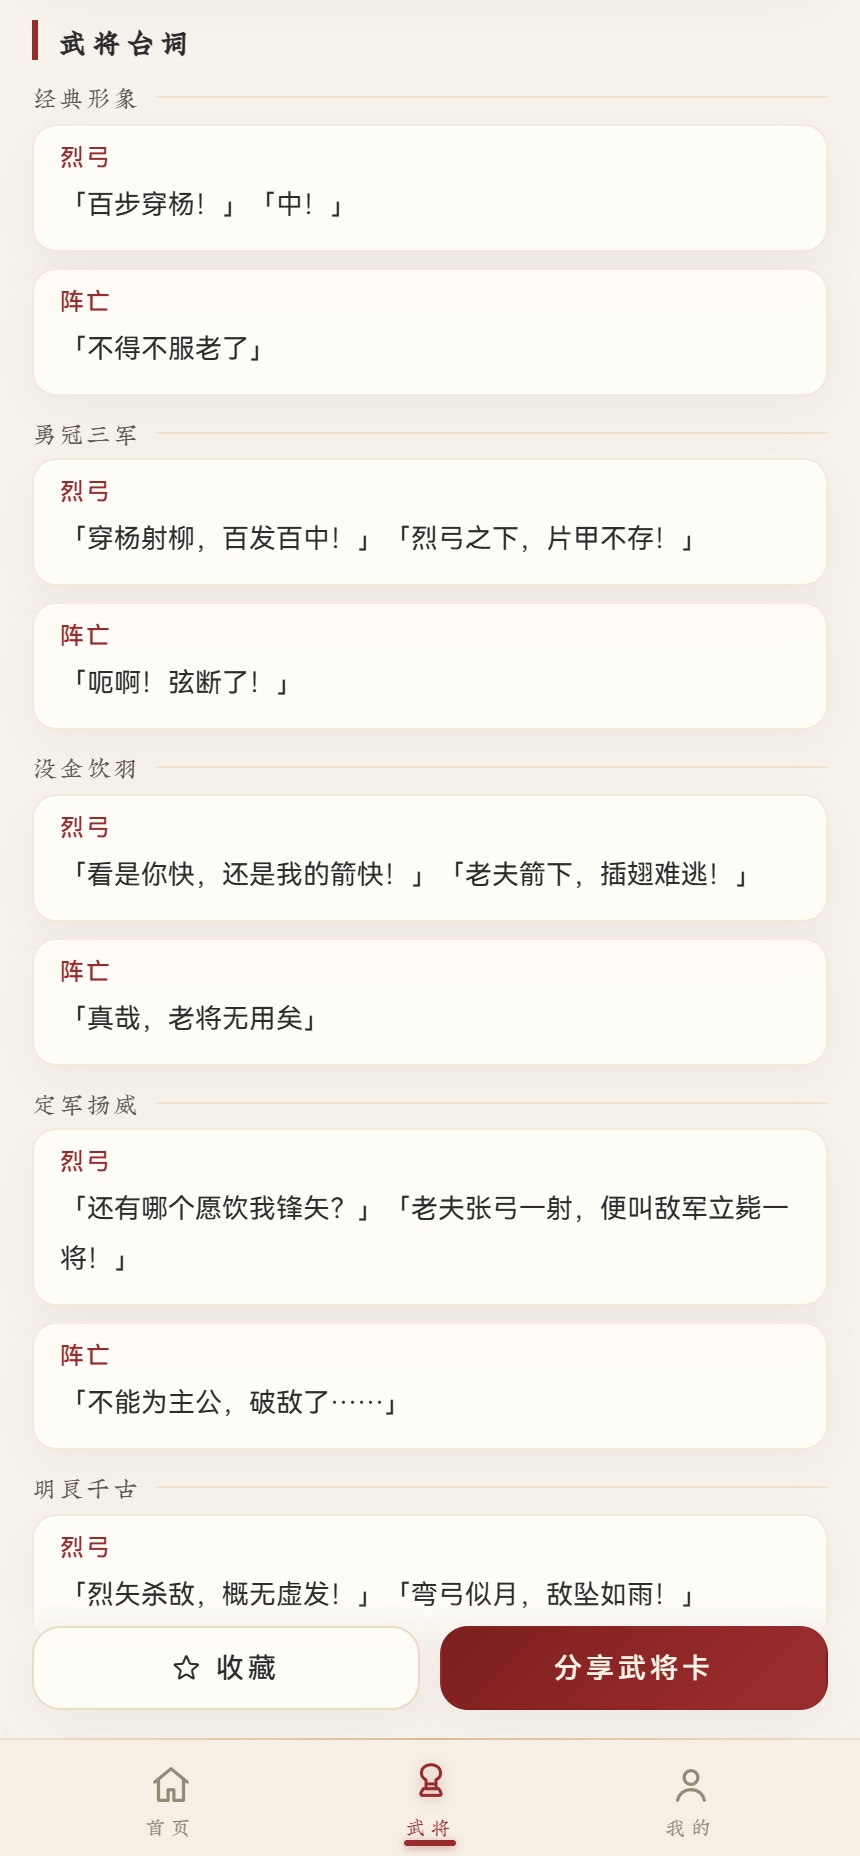 武将台词
经典形象
烈弓
「百步穿杨！」「中！」
阵亡
「不得不服老了」
勇冠三军
烈弓
「穿杨射柳，百发百中！」「烈弓之下，片甲不存！」
阵亡
「呃啊！弦断了！」
没金饮羽
烈弓
「看是你快，还是我的箭快！」「老夫箭下，插翅难逃！」
阵亡
「真哉，老将无用矣」
定军扬威
烈弓
「还有哪个愿饮我锋矢？」「老夫张弓一射，便叫敌军立毙一
将！」
阵亡
「不能为主公，破敌了……」
明良千古
烈弓
「烈矢杀敌，概无虚发！」「弯弓似月，敌坠如雨！」
收藏
分享武将卡
首页
武将
我的